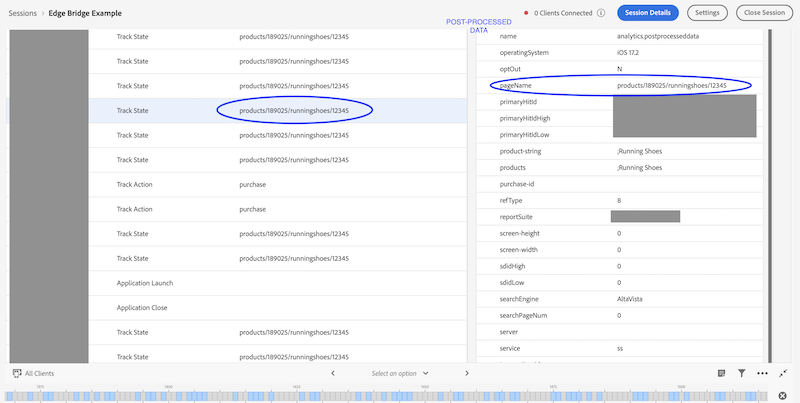 Sessions › Edge Bridge Example
0 Clients Connected
Session Details
Settings
Close Session
POST-PROCESSED
DATA
Track State
Track State products/189025/runningshoes/12345
Track State products/189025/runningshoes/12345
Track State products/189025/runningshoes/12345
Track State products/189025/runningshoes/12345
Track State products/189025/runningshoes/12345
Track Action purchase
Track Action purchase
Track State products/189025/runningshoes/12345
Track State products/189025/runningshoes/12345
Application Launch
Application Close
Track State products/189025/runningshoes/12345
Track State products/189025/runningshoes/12345
name analytics.postprocesseddata
operatingSystem iOS 17.2
optOut N
pageName products/189025/runningshoes/12345
primaryHitId
primaryHitIdHigh
primaryHitIdLow
product-string ;Running Shoes
products ;Running Shoes
purchase-id
refType 8
reportSuite
screen-height 0
screen-width 0
sdidHigh 0
sdidLow 0
searchEngine AltaVista
searchPageNum 0
server
service ss
All Clients
Select an option